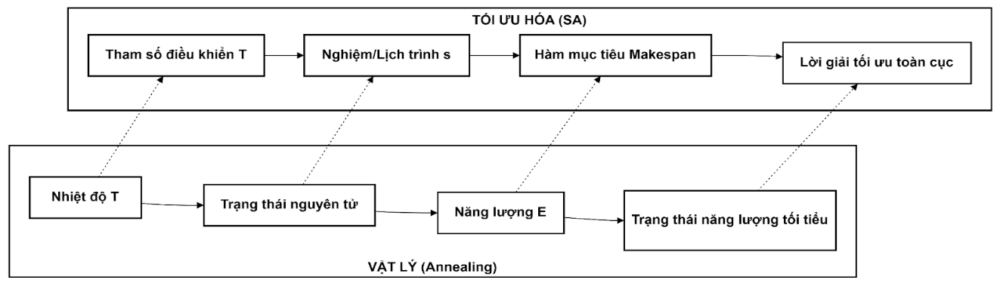 TỐI ƯU HÓA (SA)
Tham số điều khiển T
Nghiệm/Lịch trình s
Hàm mục tiêu Makespan
Lời giải tối ưu toàn cục
Nhiệt độ T
Trạng thái nguyên tử
Năng lượng E
Trạng thái năng lượng tối tiểu
VẬT LÝ (Annealing)